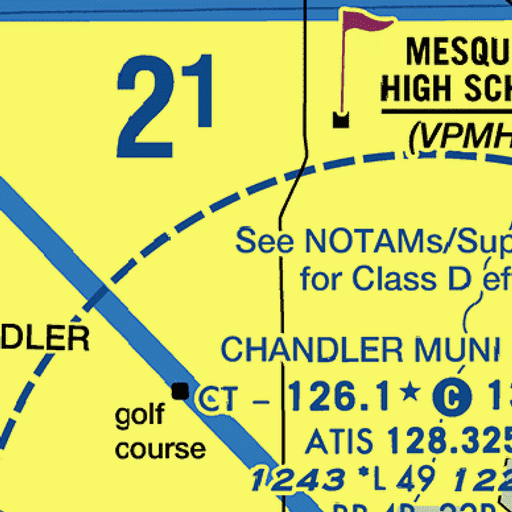 MESQU
HIGH SCH
(VPMH
2¹
See NOTAMs/Sup
for Class D ef
DLER
CHANDLER MUNI
CT – 126.1 ★ C 1
golf
course
ATIS 128.325
1243 *L 49 122